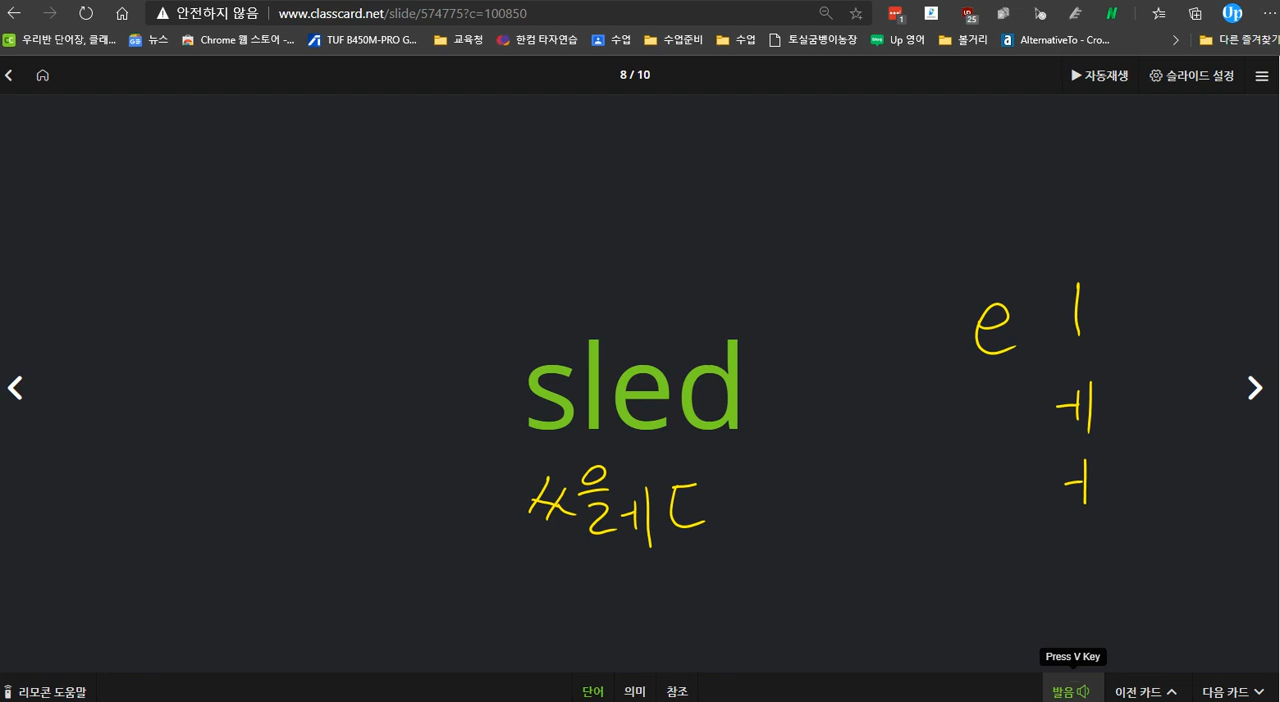 안전하지 않음 www.classcard.net/slide/574775?c=100850
우리반 단어장, 클래... 뉴스 Chrome 웹 스토어 -... TUF B450M-PRO G... 교육청 한컴 타자연습 수업 수업준비 수업 토실굼벵이농장 Up 영어 볼거리 AlternativeTo - Cro... 다른 즐겨찾기
8 / 10 자동재생 슬라이드 설정
e ㅣ
ㅔ
ㅓ
sled
ㅆ을ㅔㄷ
Press V Key
리모콘 도움말 단어 의미 참조 발음 이전 카드 다음 카드